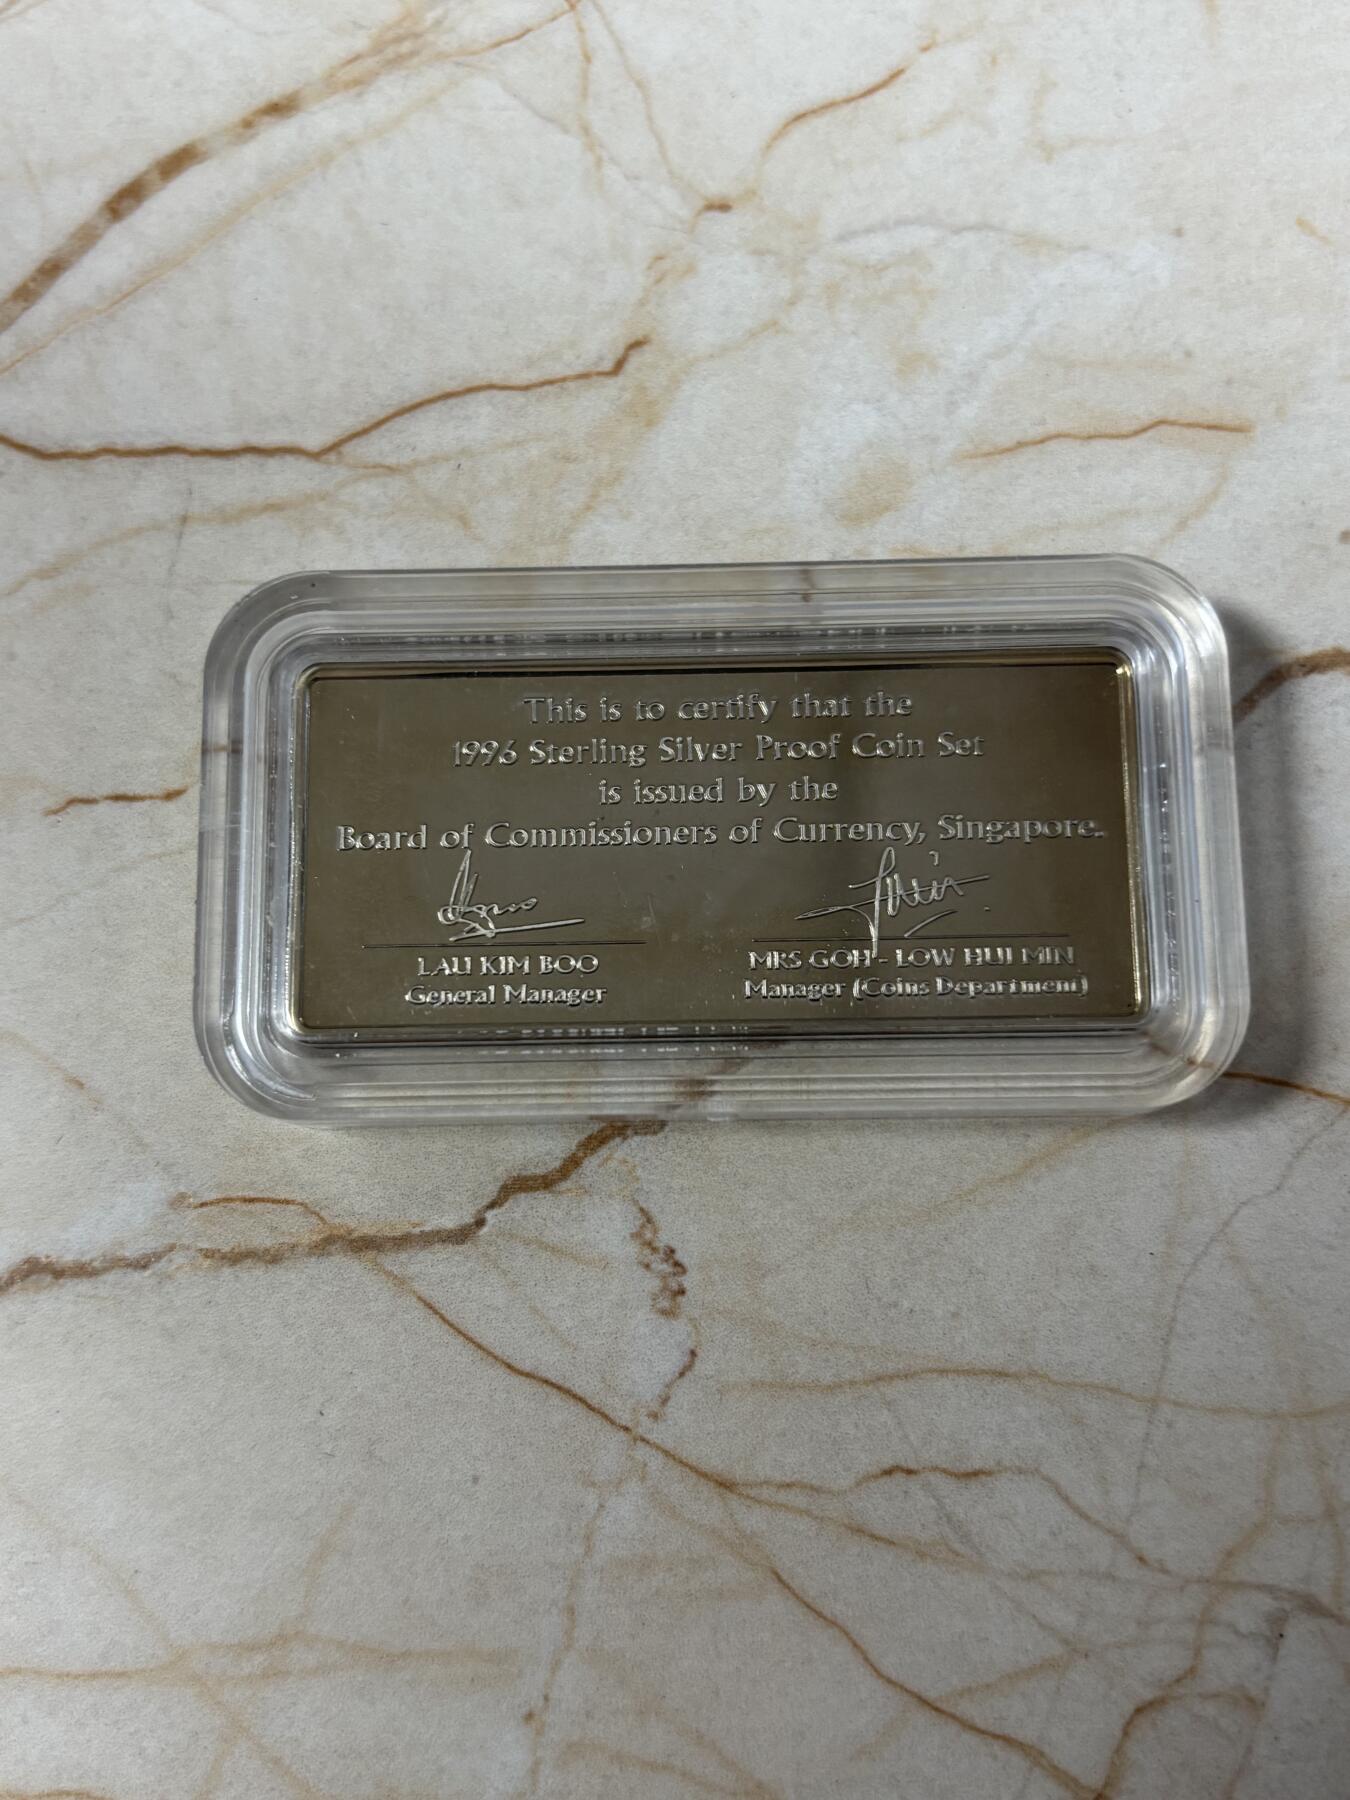 This is to certify that the
1996 Sterling Silver Proof Coin Set
is issued by the
Board of Commissioners of Currency, Singapore.
LAU KIM BOO
General Manager
MRS GOH - LOW HUI MIN
Manager (Coins Department)